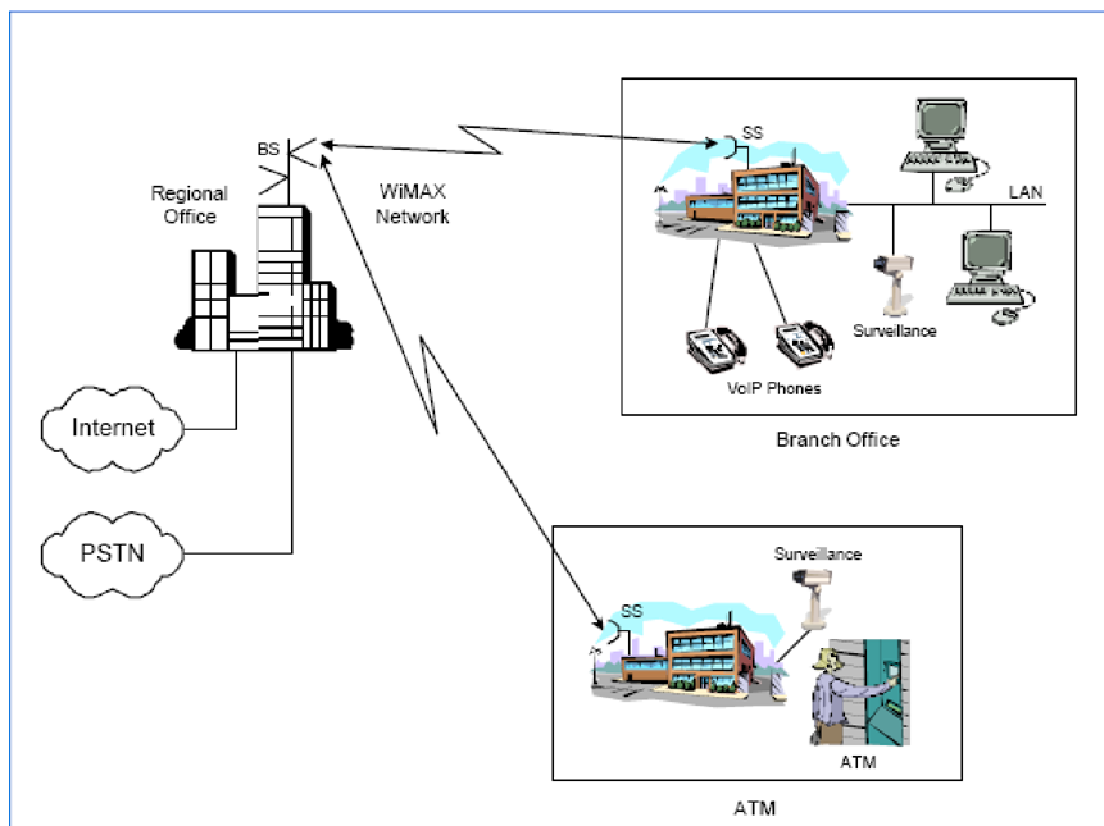 BS
Regional
Office
WiMAX
Network
Internet
PSTN
SS
LAN
Surveillance
VoIP Phones
Branch Office
Surveillance
SS
ATM
ATM